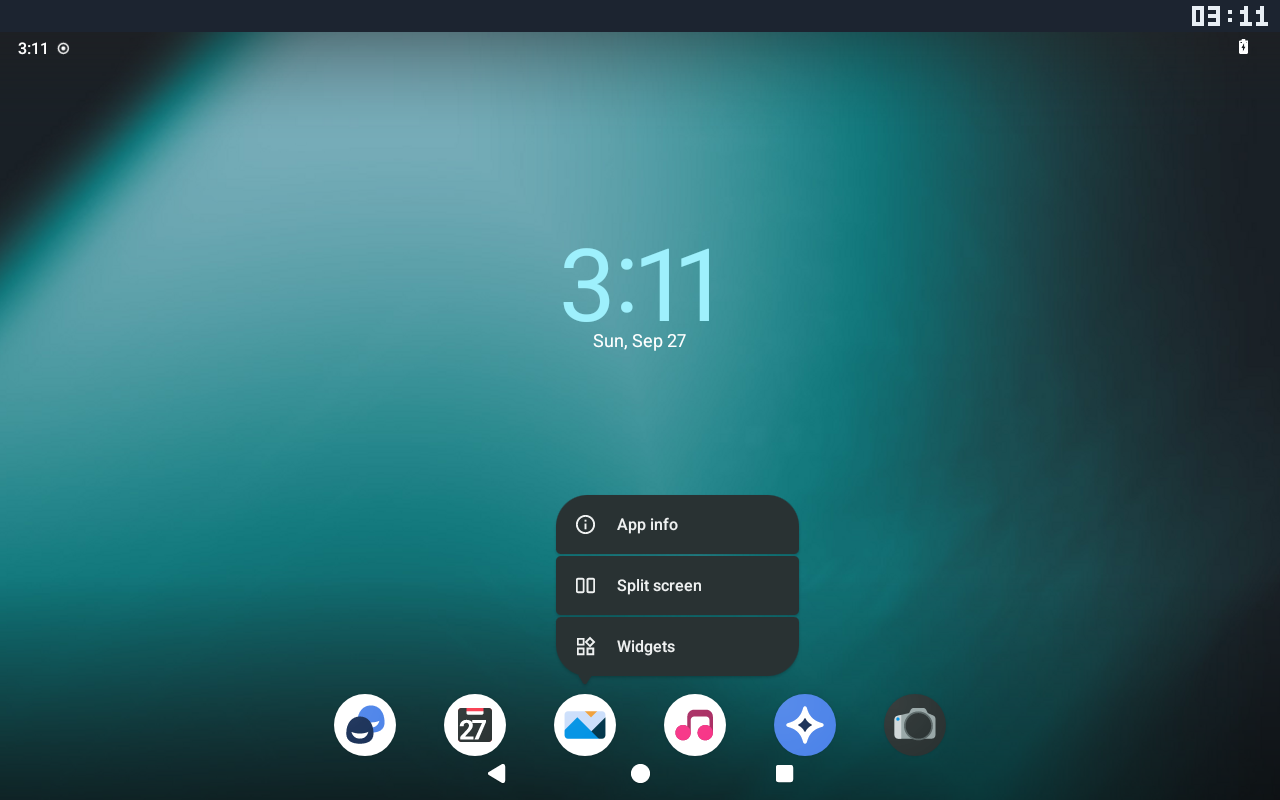 03:11
3:11
3:11
Sun, Sep 27
App info
Split screen
Widgets
27